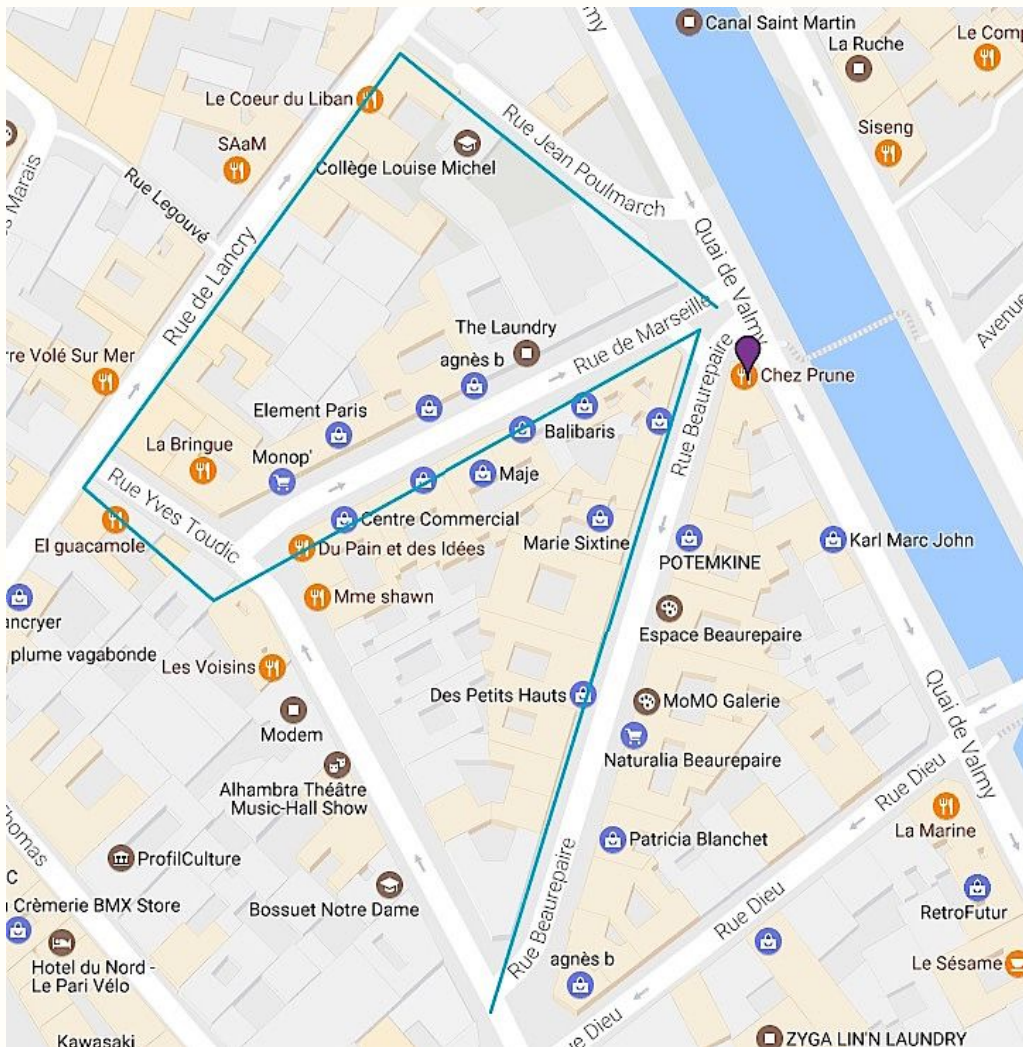 Canal Saint Martin
Valmy
La Ruche
Le Comp
Le Coeur du Liban
SAaM
Siseng
Collège Louise Michel
Rue Jean Poulmarch
s Marais
Rue Legouvé
Rue de Lancry
Quai de Valmy
Avenue
The Laundry
Rue de Marseille
rre Volé Sur Mer
agnès b
Rue Beaurepaire
Chez Prune
Element Paris
Balibaris
La Bringue
Monop'
Maje
Rue Yves Toudic
Centre Commercial
Marie Sixtine
El guacamole
Du Pain et des Idées
POTEMKINE
Karl Marc John
Mme shawn
ancryer
Espace Beaurepaire
plume vagabonde
Les Voisins
Des Petits Hauts
MoMO Galerie
Quai de Valmy
Modem
Naturalia Beaurepaire
Rue Dieu
Alhambra Théâtre
Music-Hall Show
Thomas
La Marine
Patricia Blanchet
ProfilCulture
C
Crèmerie BMX Store
Bossuet Notre Dame
Rue Beaurepaire
Rue Dieu
RetroFutur
Hotel du Nord -
Le Pari Vélo
agnès b
Le Sésame
ue Dieu
Kawasaki
ZYGA LIN'N LAUNDRY